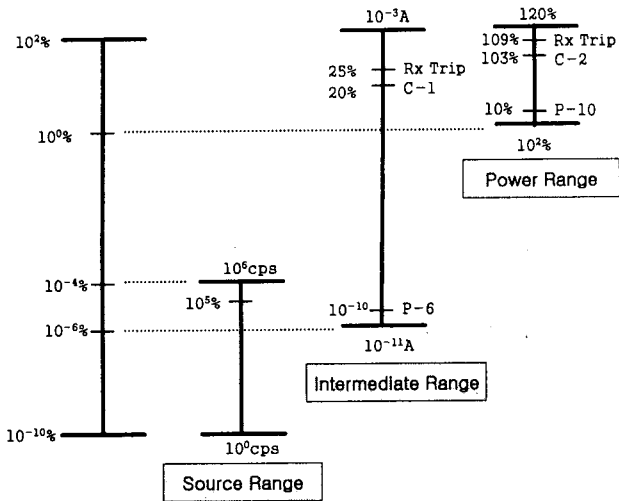 10²%
10⁰%
10⁻⁴%
10⁻⁶%
10⁻¹⁰%
10⁶cps
10⁵%
10⁰cps
Source Range
10⁻³A
25% Rx Trip
20% C-1
10⁻¹⁰ P-6
10⁻¹¹A
Intermediate Range
120%
109% Rx Trip
103% C-2
10% P-10
10²%
Power Range